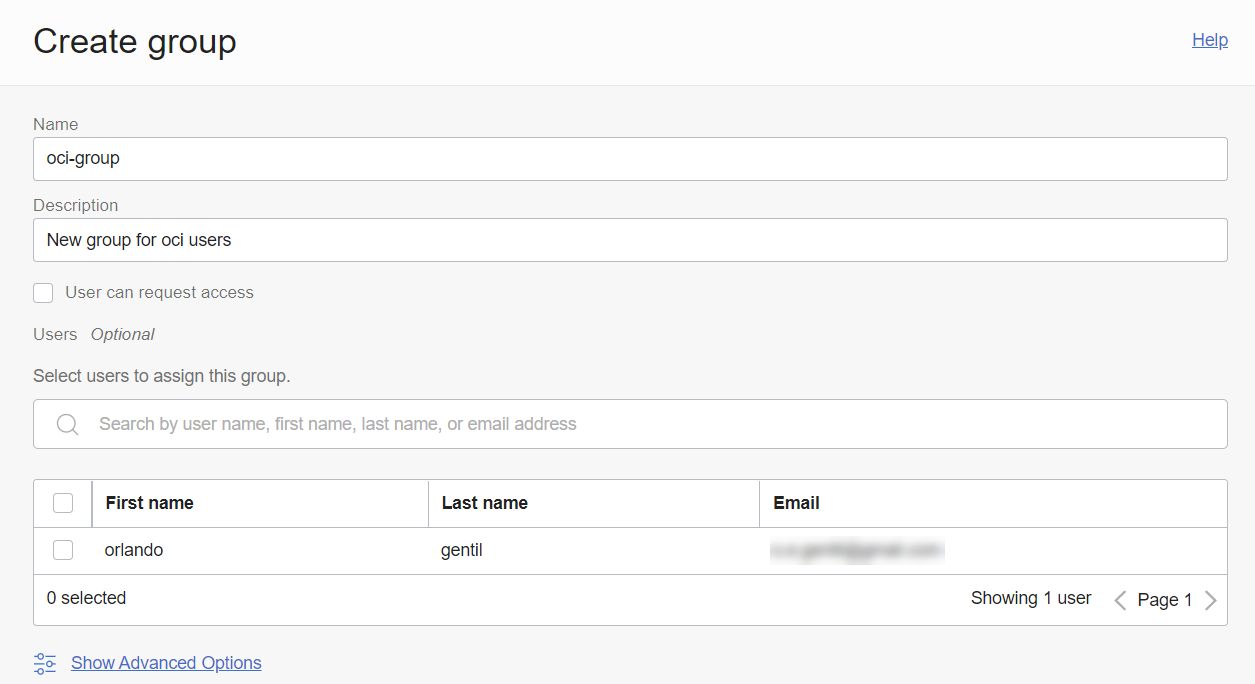 Create group
Help
Name
oci-group
Description
New group for oci users
User can request access
Users Optional
Select users to assign this group.
Search by user name, first name, last name, or email address
First name Last name Email
orlando gentil
0 selected Showing 1 user Page 1
Show Advanced Options